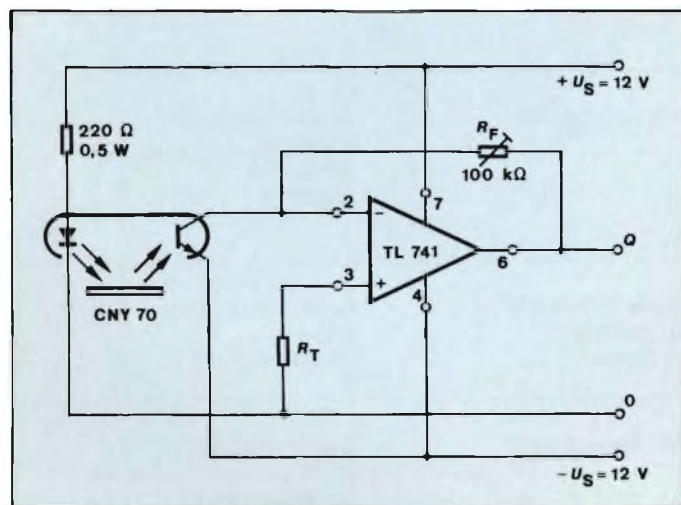 + U_S = 12 V
220 Ω
0,5 W
R_F
100 kΩ
7
2
−
TL 741
6
Q
3
+
4
CNY 70
R_T
0
− U_S = 12 V